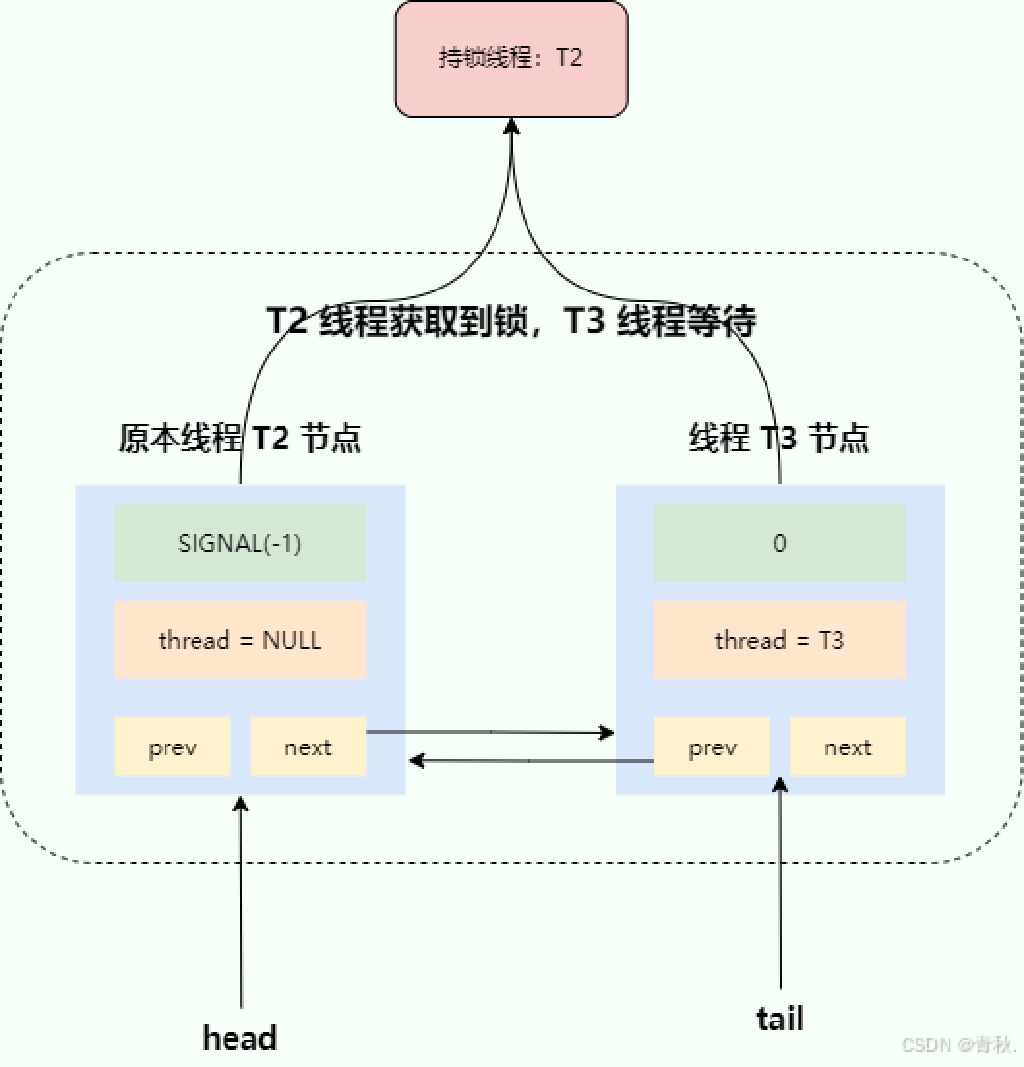 持锁线程：T2
T2 线程获取到锁，T3 线程等待
原本线程 T2 节点
线程 T3 节点
SIGNAL(-1)
0
thread = NULL
thread = T3
prev
next
prev
next
head
tail
CSDN @青秋.